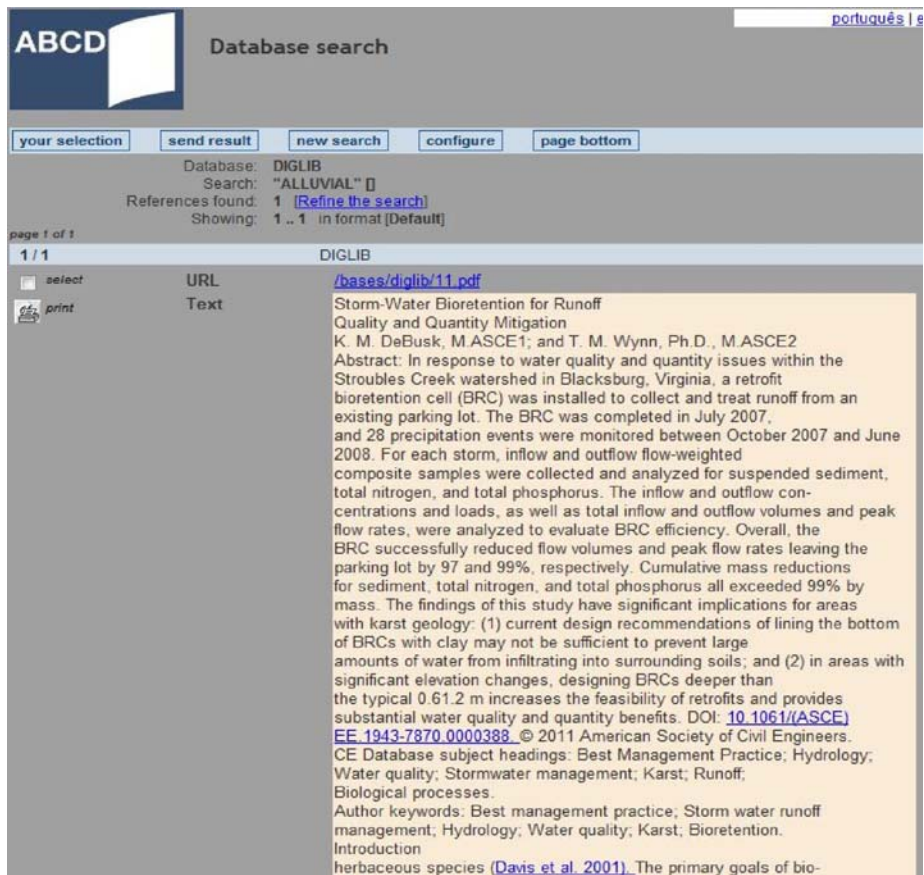 português | e
ABCD
Database search
your selection send result new search configure page bottom
Database: DIGLIB
Search: "ALLUVIAL" []
References found: 1 [Refine the search]
Showing: 1 .. 1 in format [Default]
page 1 of 1
1 / 1 DIGLIB
select URL /bases/diglib/11.pdf
print Text Storm-Water Bioretention for Runoff
Quality and Quantity Mitigation
K. M. DeBusk, M.ASCE1; and T. M. Wynn, Ph.D., M.ASCE2
Abstract: In response to water quality and quantity issues within the
Stroubles Creek watershed in Blacksburg, Virginia, a retrofit
bioretention cell (BRC) was installed to collect and treat runoff from an
existing parking lot. The BRC was completed in July 2007,
and 28 precipitation events were monitored between October 2007 and June
2008. For each storm, inflow and outflow flow-weighted
composite samples were collected and analyzed for suspended sediment,
total nitrogen, and total phosphorus. The inflow and outflow con-
centrations and loads, as well as total inflow and outflow volumes and peak
flow rates, were analyzed to evaluate BRC efficiency. Overall, the
BRC successfully reduced flow volumes and peak flow rates leaving the
parking lot by 97 and 99%, respectively. Cumulative mass reductions
for sediment, total nitrogen, and total phosphorus all exceeded 99% by
mass. The findings of this study have significant implications for areas
with karst geology: (1) current design recommendations of lining the bottom
of BRCs with clay may not be sufficient to prevent large
amounts of water from infiltrating into surrounding soils; and (2) in areas with
significant elevation changes, designing BRCs deeper than
the typical 0.61.2 m increases the feasibility of retrofits and provides
substantial water quality and quantity benefits. DOI: 10.1061/(ASCE)
EE.1943-7870.0000388. © 2011 American Society of Civil Engineers.
CE Database subject headings: Best Management Practice; Hydrology;
Water quality; Stormwater management; Karst; Runoff;
Biological processes.
Author keywords: Best management practice; Storm water runoff
management; Hydrology; Water quality; Karst; Bioretention.
Introduction
herbaceous species (Davis et al. 2001). The primary goals of bio-